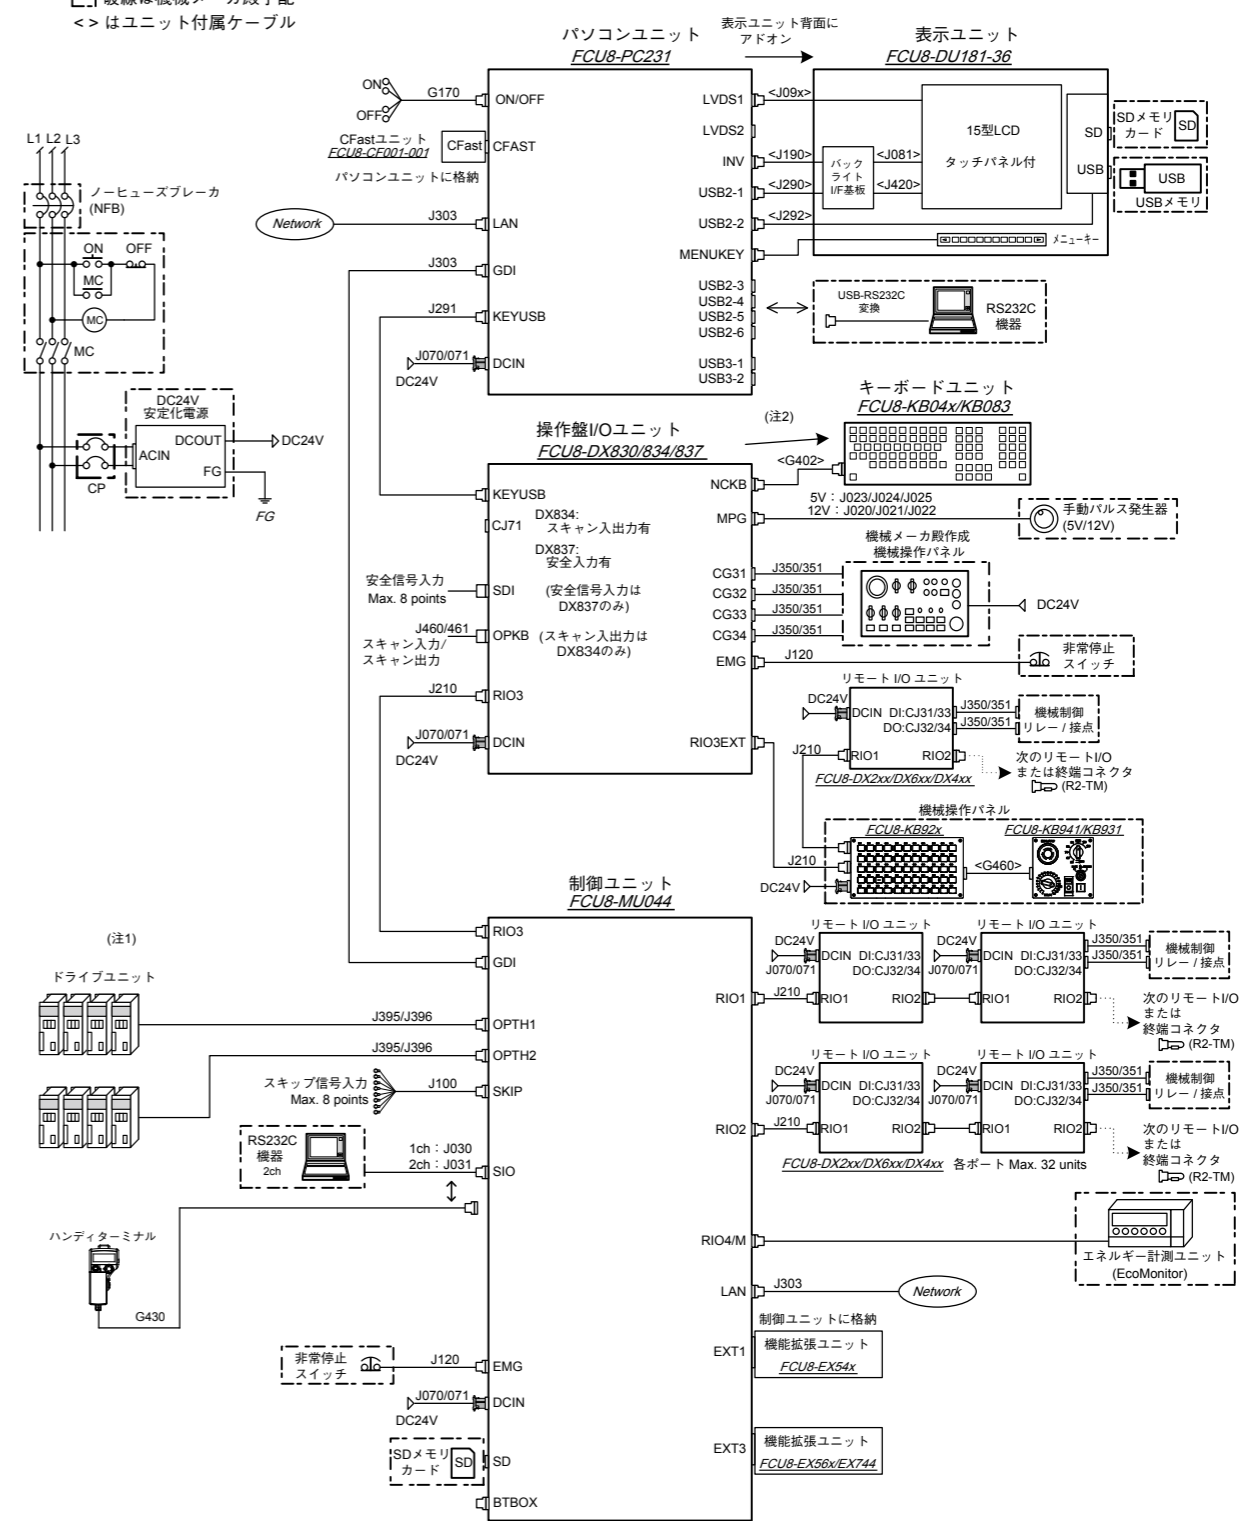 < > はユニット付属ケーブル
パソコンユニット
FCU8-PC231
表示ユニット背面に
アドオン
表示ユニット
FCU8-DU181-36
ON
OFF
G170
ON/OFF
CFastユニット
FCU8-CF001-001
CFast
CFAST
パソコンユニットに格納
Network
J303
LAN
J303
GDI
J291
KEYUSB
J070/071
DCIN
DC24V
LVDS1
<J09x>
LVDS2
INV
<J190>
USB2-1
<J290>
USB2-2
<J292>
MENUKEY
USB2-3
USB2-4
USB2-5
USB2-6
USB3-1
USB3-2
バック
ライト
I/F基板
<J081>
<J420>
15型LCD
タッチパネル付
SD
USB
メニューキー
SDメモリ
カード
SD
USB
USBメモリ
USB-RS232C
変換
RS232C
機器
L1 L2 L3
ノーヒューズブレーカ
(NFB)
ON
OFF
MC
MC
MC
DC24V
安定化電源
DCOUT
DC24V
ACIN
FG
CP
FG
キーボードユニット
FCU8-KB04x/KB083
(注2)
操作盤I/Oユニット
FCU8-DX830/834/837
KEYUSB
CJ71
DX834:
スキャン入出力有
DX837:
安全入力有
安全信号入力
Max. 8 points
SDI
(安全信号入力は
DX837のみ)
J460/461
OPKB
スキャン入力/
スキャン出力
(スキャン入出力は
DX834のみ)
J210
RIO3
J070/071
DCIN
DC24V
NCKB
<G402>
MPG
5V：J023/J024/J025
12V：J020/J021/J022
手動パルス発生器
(5V/12V)
機械メーカ殿作成
機械操作パネル
CG31
J350/351
CG32
J350/351
CG33
J350/351
CG34
J350/351
DC24V
EMG
J120
非常停止
スイッチ
RIO3EXT
リモート I/O ユニット
DC24V
DCIN DI:CJ31/33
DO:CJ32/34
J350/351
J350/351
機械制御
リレー / 接点
J210
RIO1
RIO2
次のリモートI/O
または終端コネクタ
(R2-TM)
FCU8-DX2xx/DX6xx/DX4xx
機械操作パネル
FCU8-KB92x
FCU8-KB941/KB931
J210
<G460>
DC24V
制御ユニット
FCU8-MU044
RIO3
GDI
(注1)
ドライブユニット
J395/J396
OPTH1
J395/J396
OPTH2
スキップ信号入力
Max. 8 points
J100
SKIP
RS232C
機器
2ch
1ch：J030
2ch：J031
SIO
ハンディターミナル
G430
非常停止
スイッチ
J120
EMG
J070/071
DCIN
DC24V
SDメモリ
カード
SD
SD
BTBOX
リモート I/O ユニット
リモート I/O ユニット
DC24V
DCIN DI:CJ31/33
DO:CJ32/34
J070/071
DC24V
DCIN DI:CJ31/33
DO:CJ32/34
J070/071
J350/351
J350/351
機械制御
リレー / 接点
RIO1
J210
RIO1
RIO2
RIO1
RIO2
次のリモートI/O
または
終端コネクタ
(R2-TM)
リモート I/O ユニット
リモート I/O ユニット
DC24V
DCIN DI:CJ31/33
DO:CJ32/34
J070/071
DC24V
DCIN DI:CJ31/33
DO:CJ32/34
J070/071
J350/351
J350/351
機械制御
リレー / 接点
RIO2
J210
RIO1
RIO2
RIO1
RIO2
次のリモートI/O
または
終端コネクタ
(R2-TM)
FCU8-DX2xx/DX6xx/DX4xx 各ポート Max. 32 units
RIO4/M
エネルギー計測ユニット
(EcoMonitor)
LAN
J303
Network
制御ユニットに格納
EXT1
機能拡張ユニット
FCU8-EX54x
EXT3
機能拡張ユニット
FCU8-EX56x/EX744